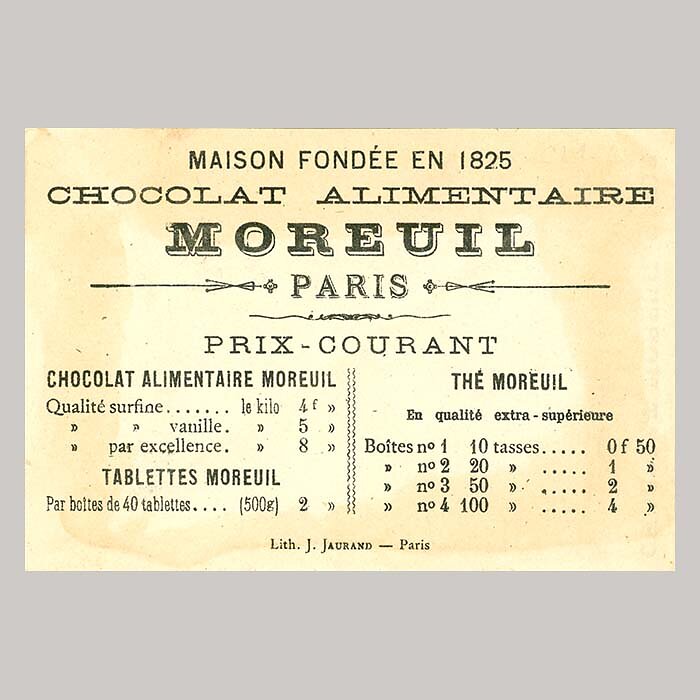 MAISON FONDÉE EN 1825
CHOCOLAT ALIMENTAIRE
MOREUIL
PARIS
PRIX-COURANT
CHOCOLAT ALIMENTAIRE MOREUIL
Qualité surfine....... le kilo 4f »
» » vanille. » 5 »
» par excellence. » 8 »
TABLETTES MOREUIL
Par boîtes de 40 tablettes.... (500g) 2 »
THÉ MOREUIL
En qualité extra-supérieure
Boîtes nº 1 10 tasses..... 0 f 50
» nº 2 20 » ..... 1 »
» nº 3 50 » ..... 2 »
» nº 4 100 » ..... 4 »
Lith. J. JAURAND — Paris